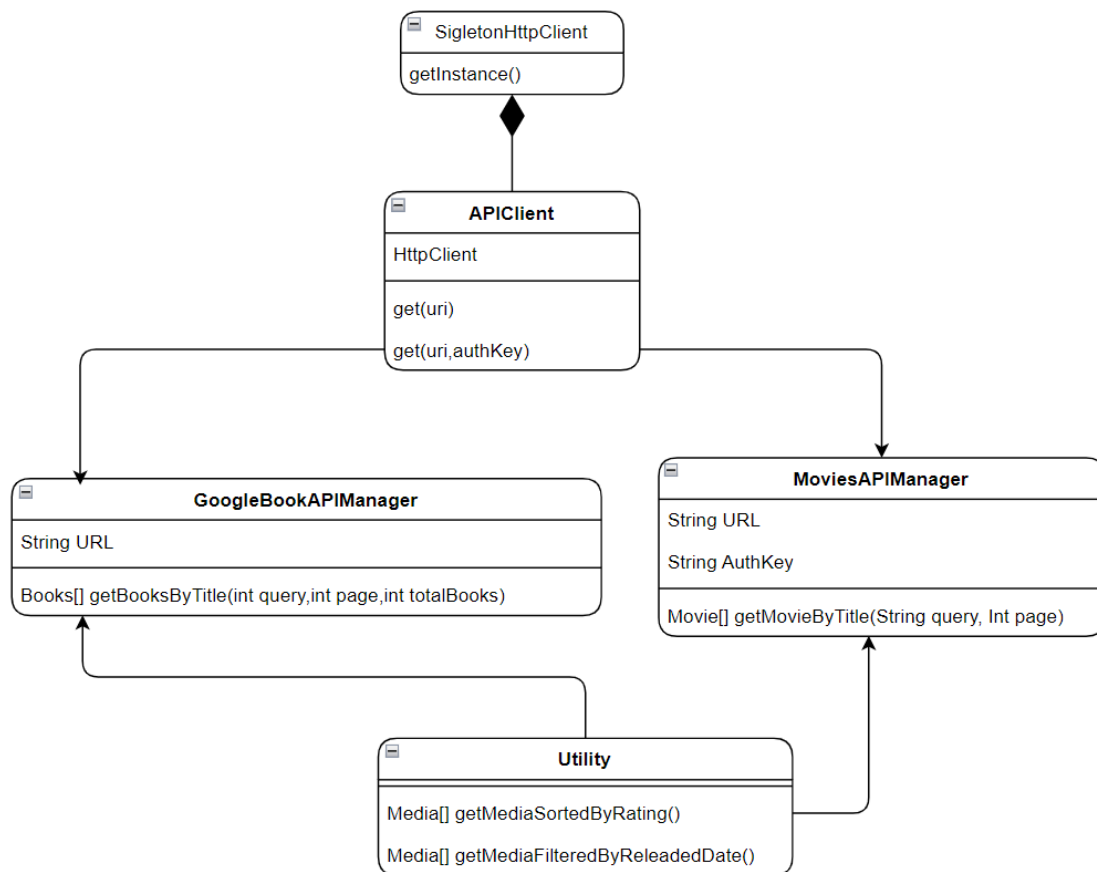 SigletonHttpClient
getInstance()
APIClient
HttpClient
get(uri)
get(uri,authKey)
GoogleBookAPIManager
String URL
Books[] getBooksByTitle(int query,int page,int totalBooks)
MoviesAPIManager
String URL
String AuthKey
Movie[] getMovieByTitle(String query, Int page)
Utility
Media[] getMediaSortedByRating()
Media[] getMediaFilteredByReleadedDate()